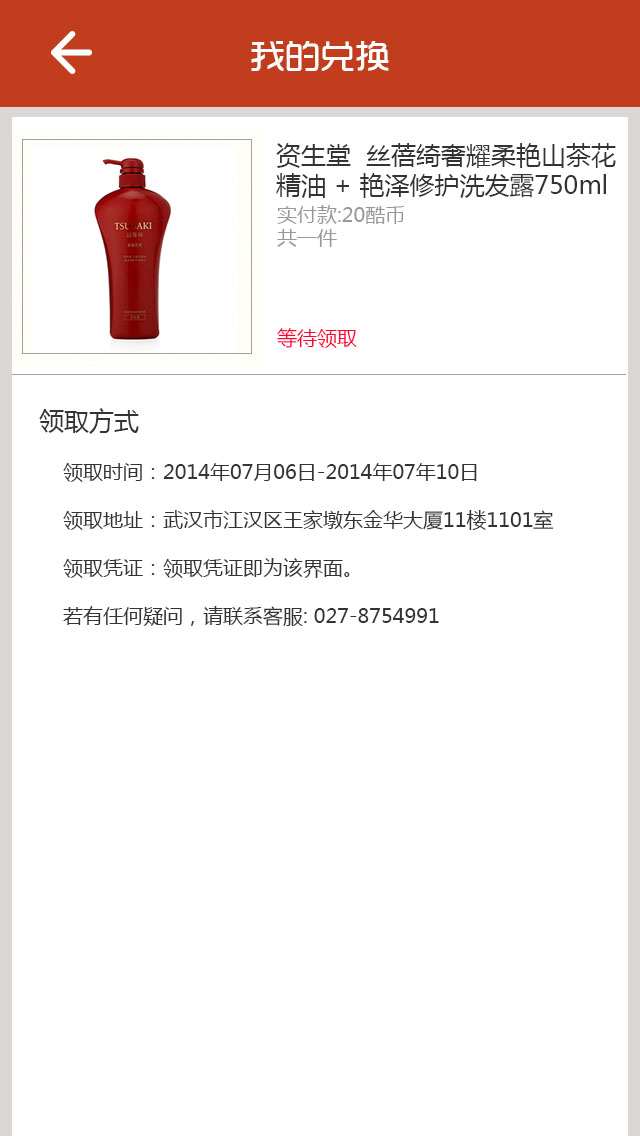 我的兑换
资生堂 丝蓓绮奢耀柔艳山茶花
精油 + 艳泽修护洗发露750ml
实付款:20酷币
共一件
等待领取
领取方式
领取时间：2014年07月06日-2014年07年10日
领取地址：武汉市江汉区王家墩东金华大厦11楼1101室
领取凭证：领取凭证即为该界面。
若有任何疑问，请联系客服: 027-8754991